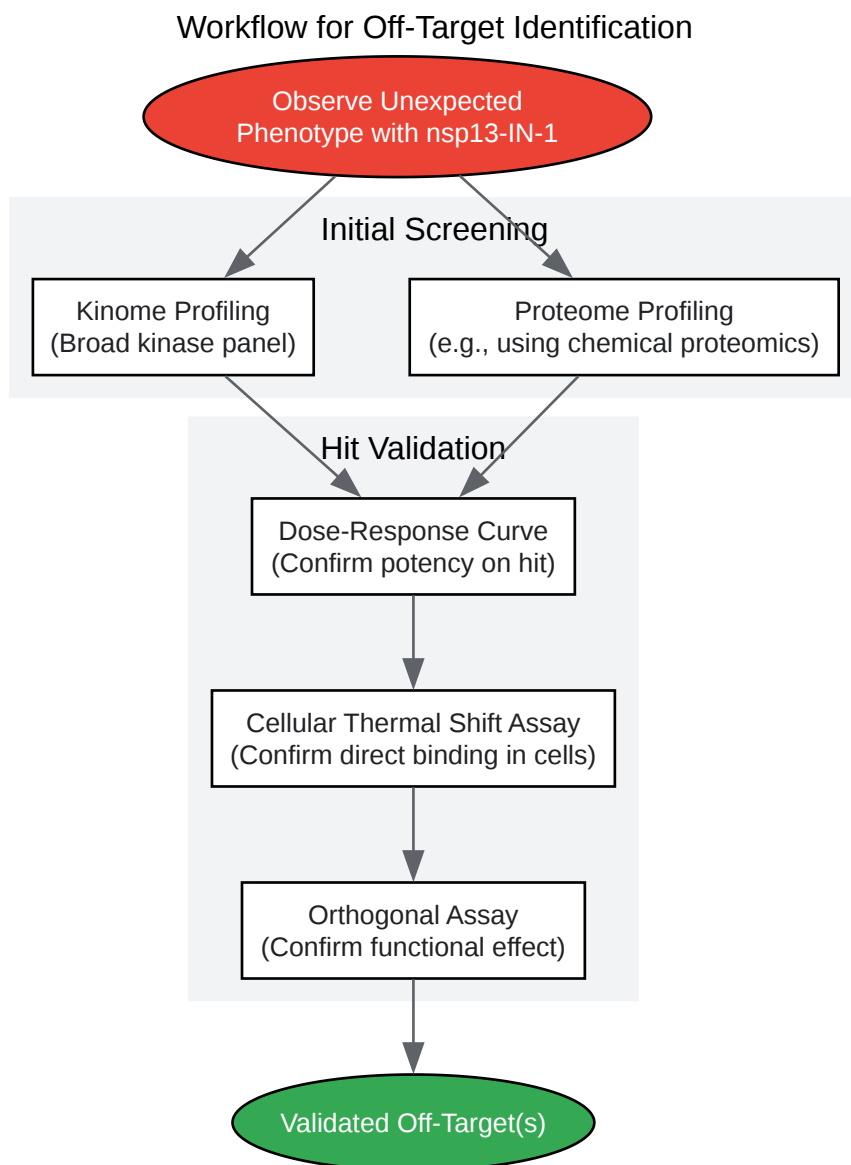 Workflow for Off-Target Identification
Observe Unexpected
Phenotype with nsp13-IN-1
Initial Screening
Kinome Profiling
(Broad kinase panel)
Proteome Profiling
(e.g., using chemical proteomics)
Hit Validation
Dose-Response Curve
(Confirm potency on hit)
Cellular Thermal Shift Assay
(Confirm direct binding in cells)
Orthogonal Assay
(Confirm functional effect)
Validated Off-Target(s)